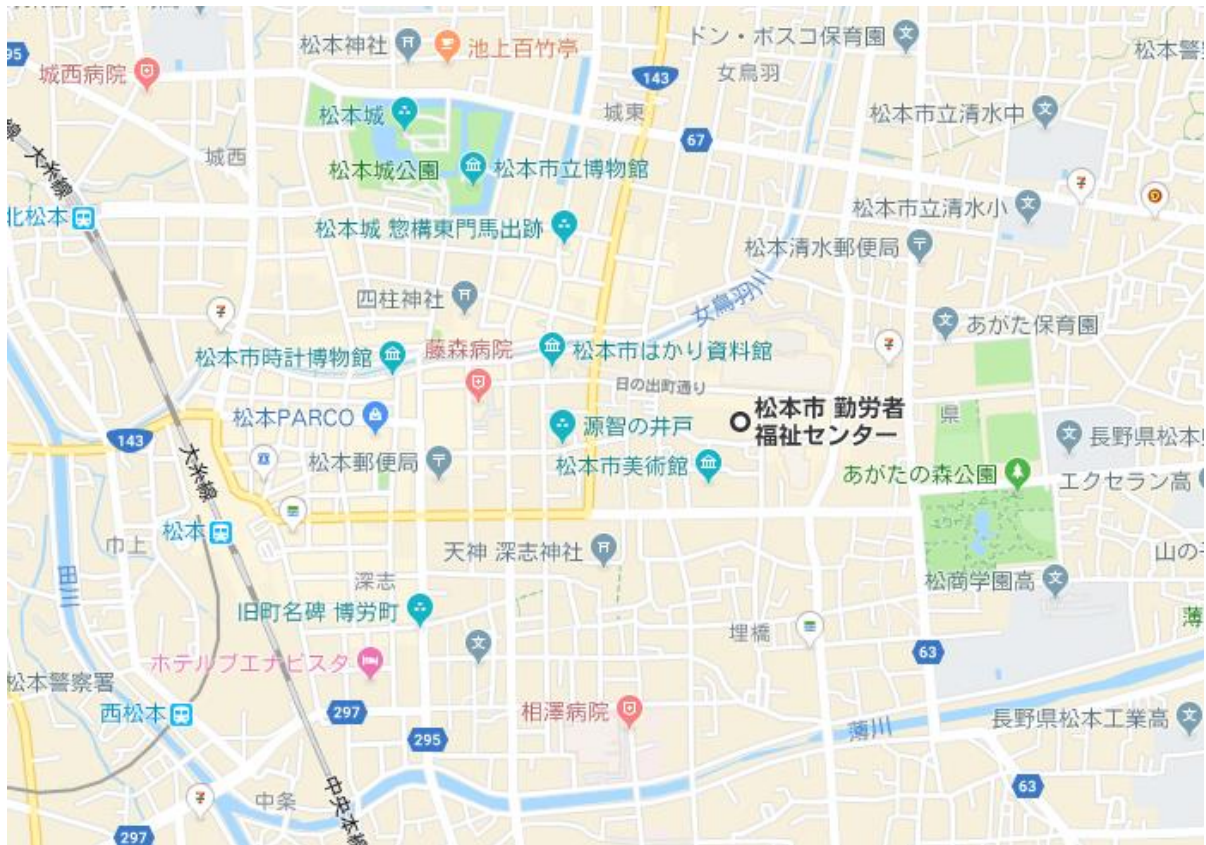 95
城西病院
松本神社
池上百竹亭
143
ドン・ボスコ保育園
女鳥羽
松本警
城東
松本城
67
松本市立清水中
大糸線
城西
松本城公園
松本市立博物館
北松本
松本城 惣構東門馬出跡
松本市立清水小
松本清水郵便局
四柱神社
女鳥羽川
あがた保育園
松本市時計博物館
藤森病院
松本市はかり資料館
日の出町通り
松本市 勤労者
福祉センター
松本PARCO
源智の井戸
県
長野県松本県
143
大糸線
松本郵便局
松本市美術館
あがたの森公園
エクセラン高
松本
巾上
天神 深志神社
山の子
田川
深志
松商学園高
旧町名碑 博労町
埋橋
薄
ホテルブエナビスタ
63
松本警察署
西松本
297
相澤病院
295
薄川
長野県松本工業高
中央本線
中条
63
297